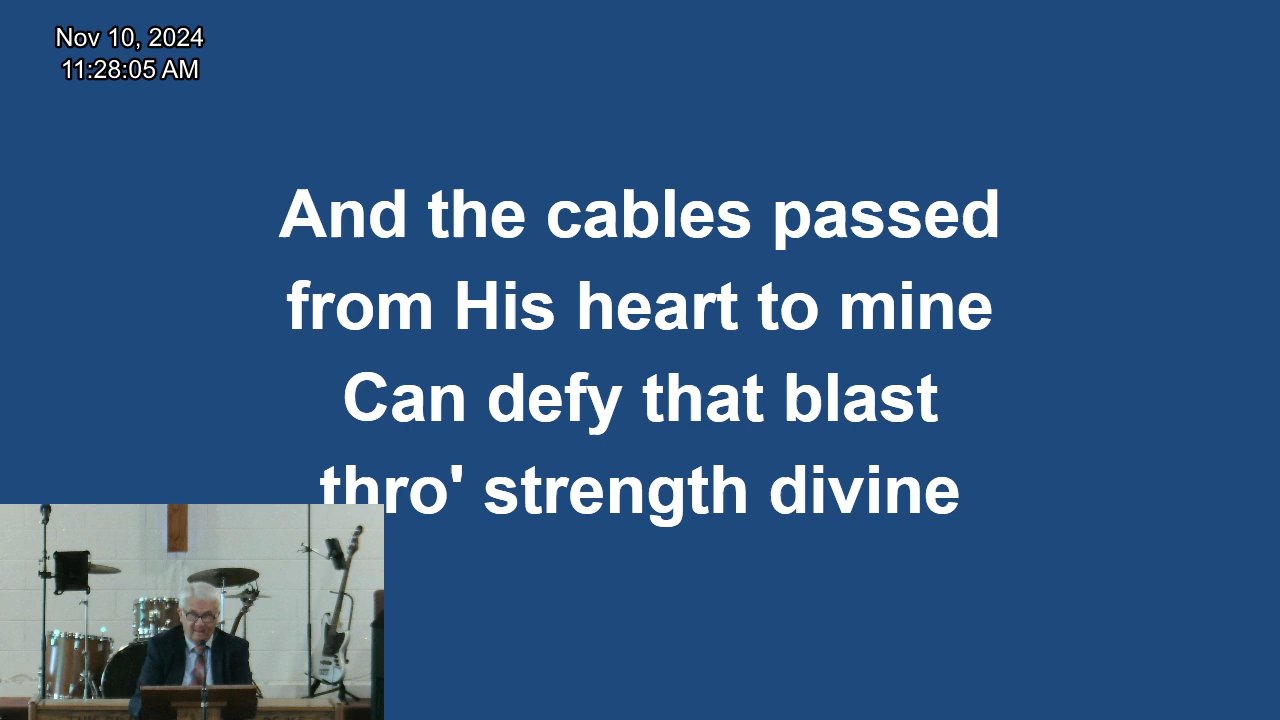 Nov 10, 2024
11:28:05 AM
And the cables passed
from His heart to mine
Can defy that blast
thro' strength divine